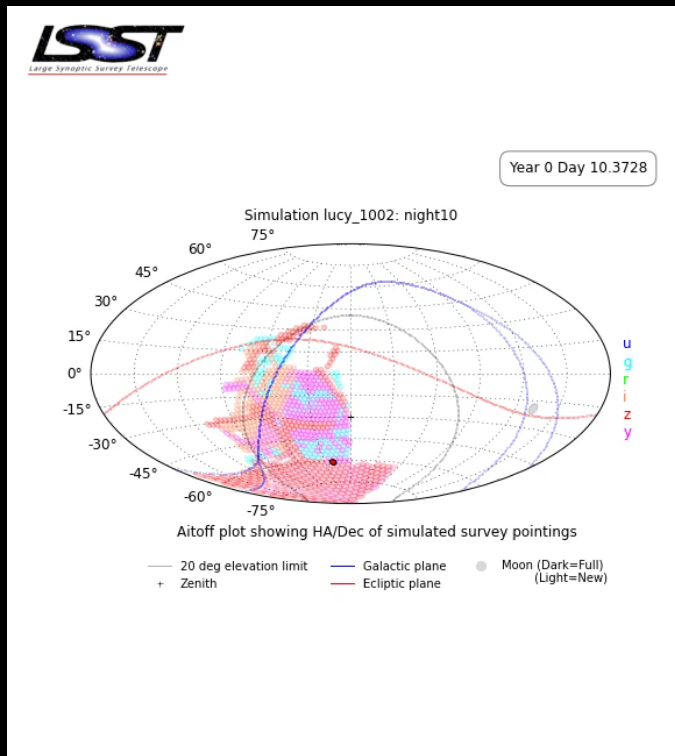 LSST
Large Synoptic Survey Telescope
Year 0 Day 10.3728
Simulation lucy_1002: night10
75°
60°
45°
30°
15°
0°
-15°
-30°
-45°
-60°
-75°
u
g
r
i
z
y
Aitoff plot showing HA/Dec of simulated survey pointings
20 deg elevation limit
Zenith
Galactic plane
Ecliptic plane
Moon (Dark=Full)
(Light=New)